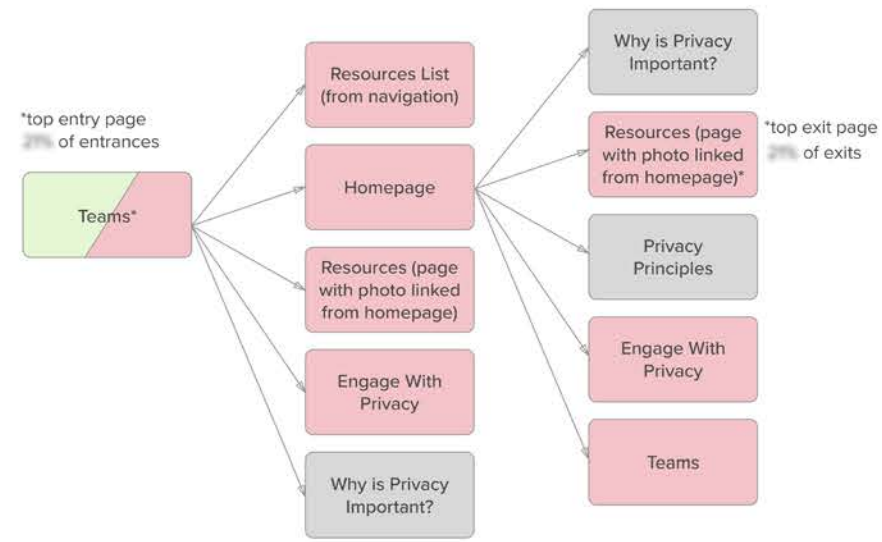 *top entry page
of entrances
Teams*
Resources List
(from navigation)
Homepage
Resources (page
with photo linked
from homepage)
Engage With
Privacy
Why is Privacy
Important?
Why is Privacy
Important?
Resources (page
with photo linked
from homepage)*
*top exit page
of exits
Privacy
Principles
Engage With
Privacy
Teams